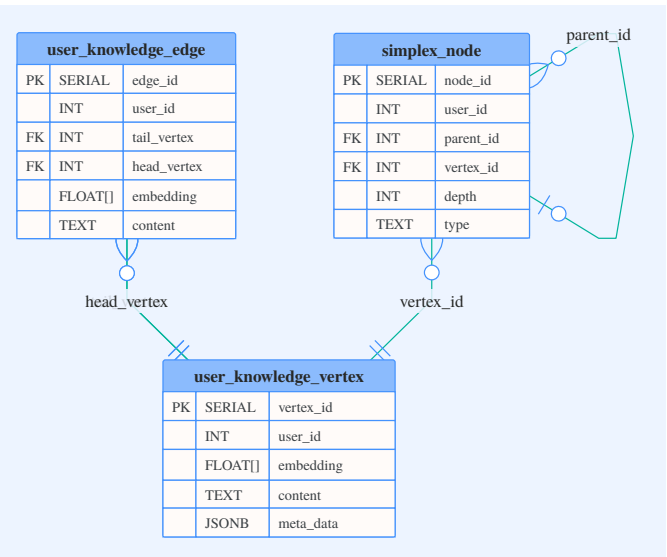 user_knowledge_edge
PK SERIAL edge_id
INT user_id
FK INT tail_vertex
FK INT head_vertex
FLOAT[] embedding
TEXT content
simplex_node
PK SERIAL node_id
INT user_id
FK INT parent_id
FK INT vertex_id
INT depth
TEXT type
parent_id
head_vertex
vertex_id
user_knowledge_vertex
PK SERIAL vertex_id
INT user_id
FLOAT[] embedding
TEXT content
JSONB meta_data